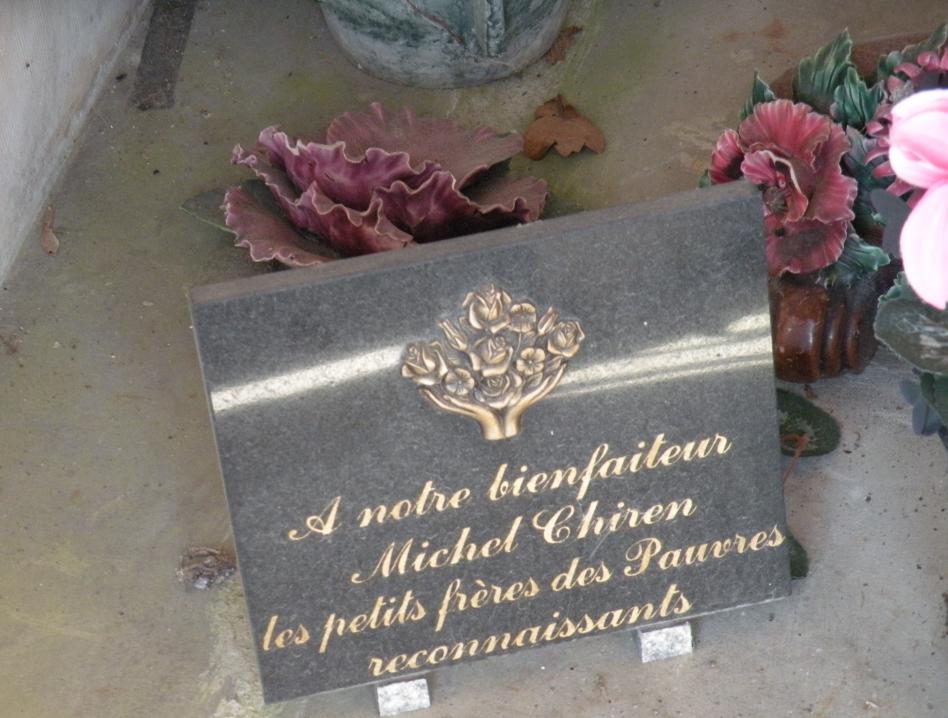 A notre bienfaiteur
Michel Chiren
les petits frères des Pauvres
reconnaissants